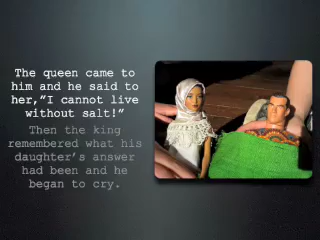 The queen came to
him and he said to
her,”I cannot live
without salt!”
Then the king
remembered what his
daughter’s answer
had been and he
began to cry.